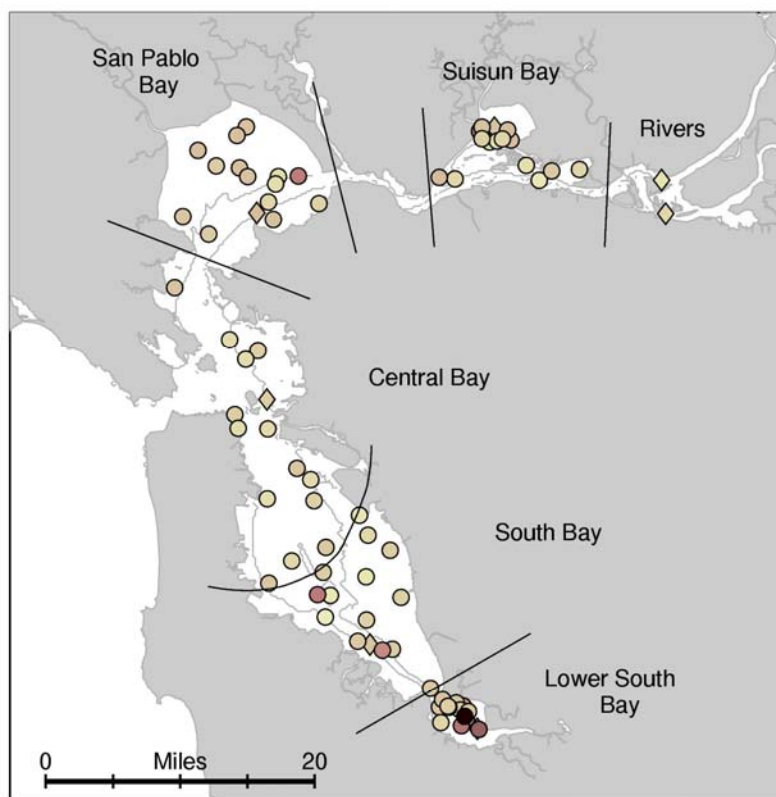 San Pablo
Bay
Suisun Bay
Rivers
Central Bay
South Bay
Lower South
Bay
0 Miles 20